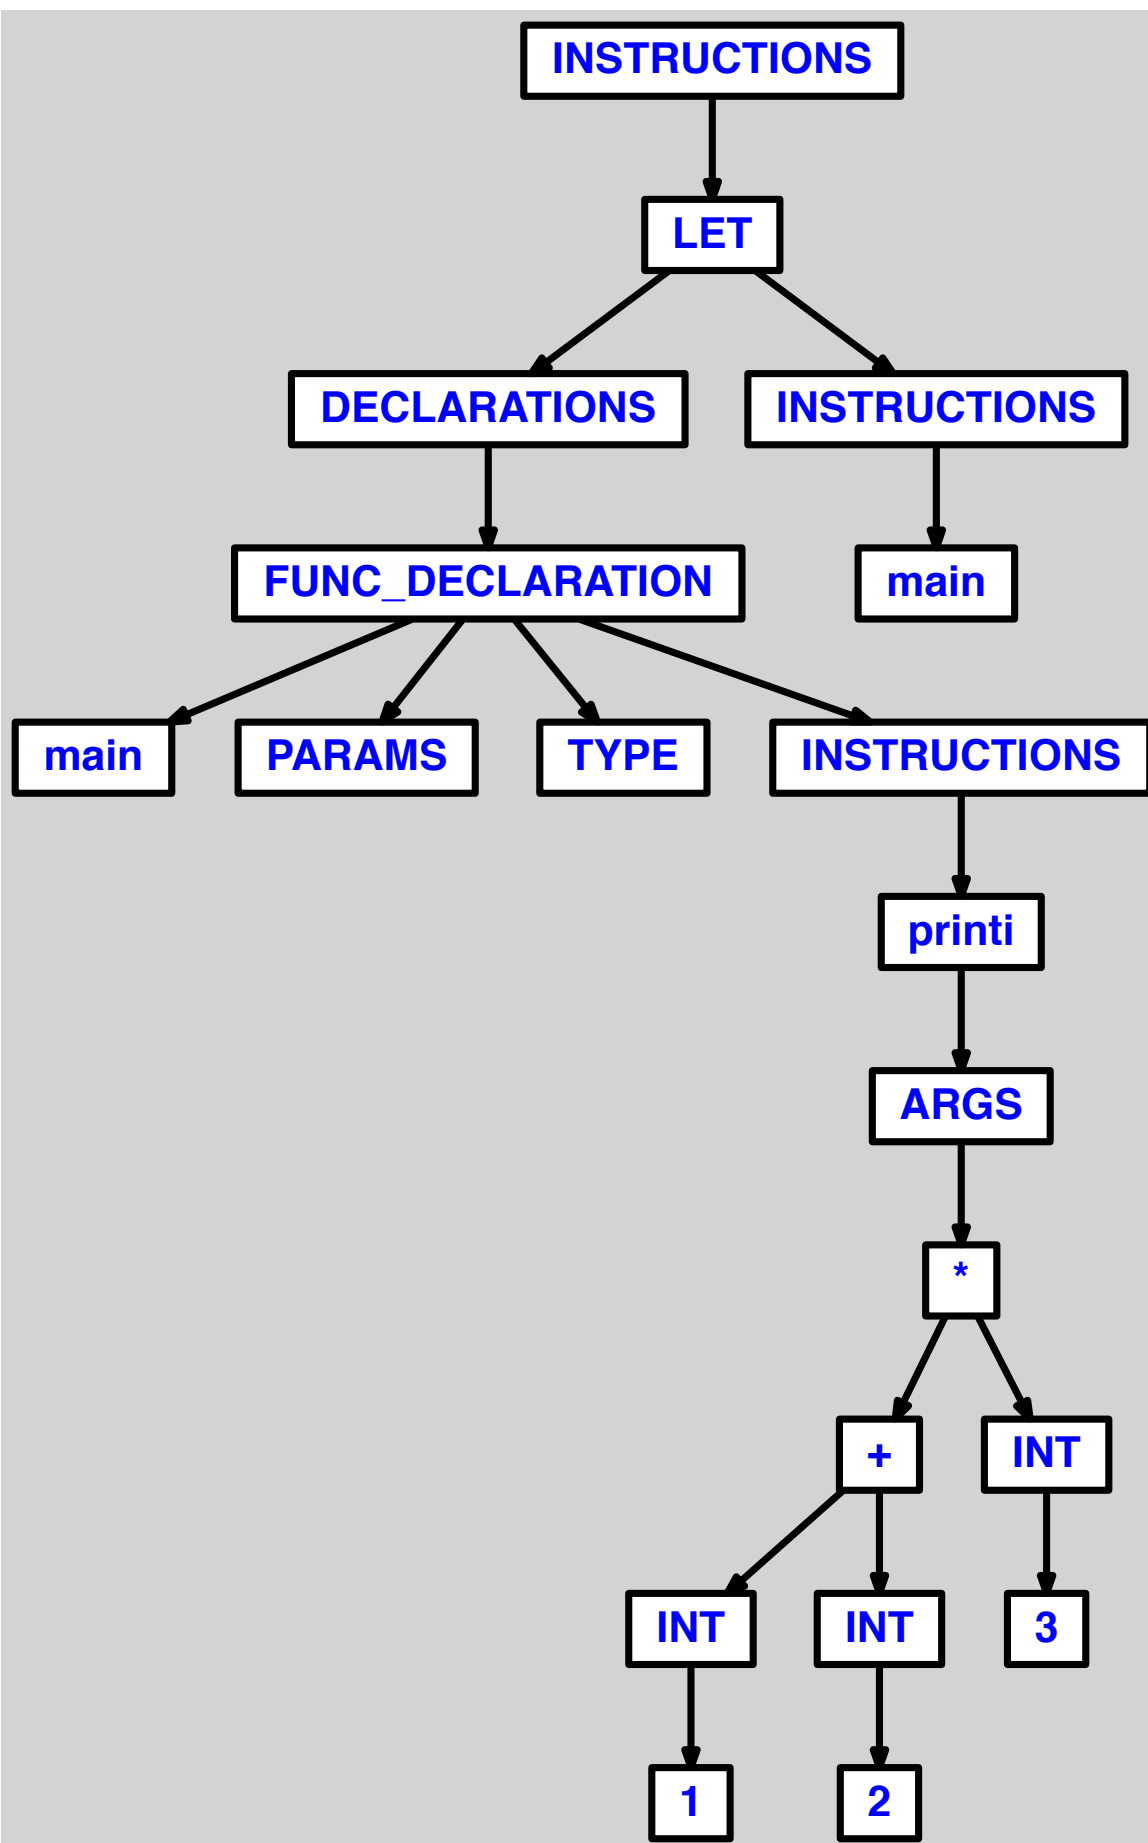 INSTRUCTIONS
LET
DECLARATIONS
INSTRUCTIONS
FUNC_DECLARATION
main
main
PARAMS
TYPE
INSTRUCTIONS
printi
ARGS
*
+
INT
INT
INT
3
1
2